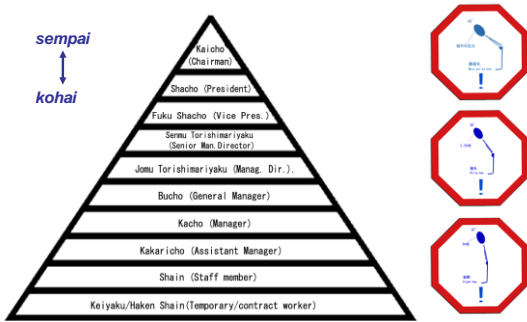 sempai
kohai
Kaicho
(Chairman)
Shacho (President)
Fuku Shacho (Vice Pres.)
Senmu Torishimariyaku
(Senior Man.Director)
Jomu Torishimariyaku (Manag. Dir.).
Bucho (General Manager)
Kacho (Manager)
Kakaricho (Assistant Manager)
Shain (Staff member)
Keiyaku/Haken Shain(Temporary/contract worker)
!
!
!